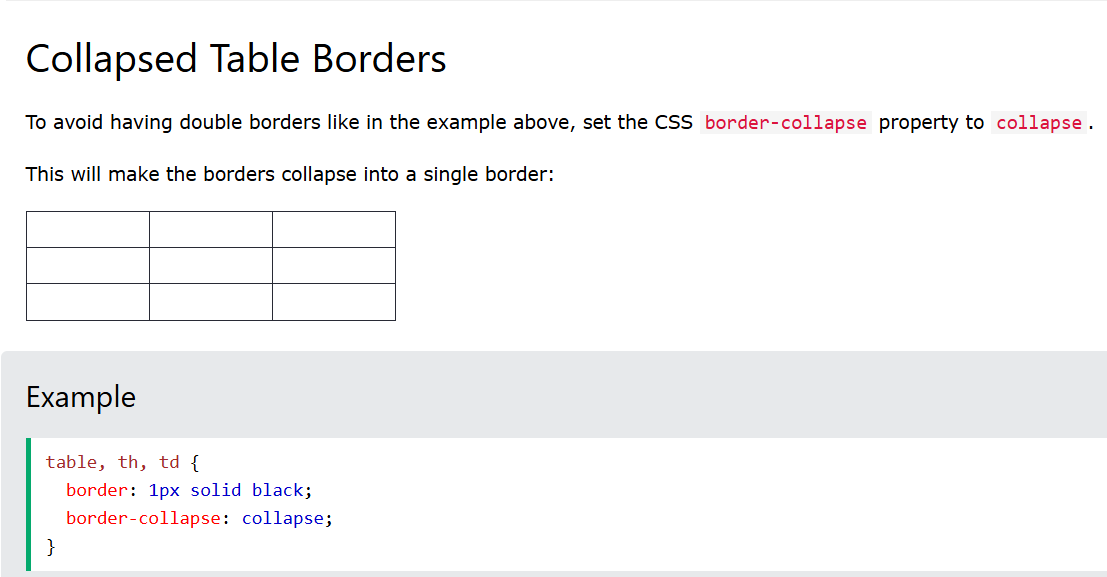 Collapsed Table Borders
To avoid having double borders like in the example above, set the CSS border-collapse property to collapse.
This will make the borders collapse into a single border:
Example
table, th, td {
  border: 1px solid black;
  border-collapse: collapse;
}